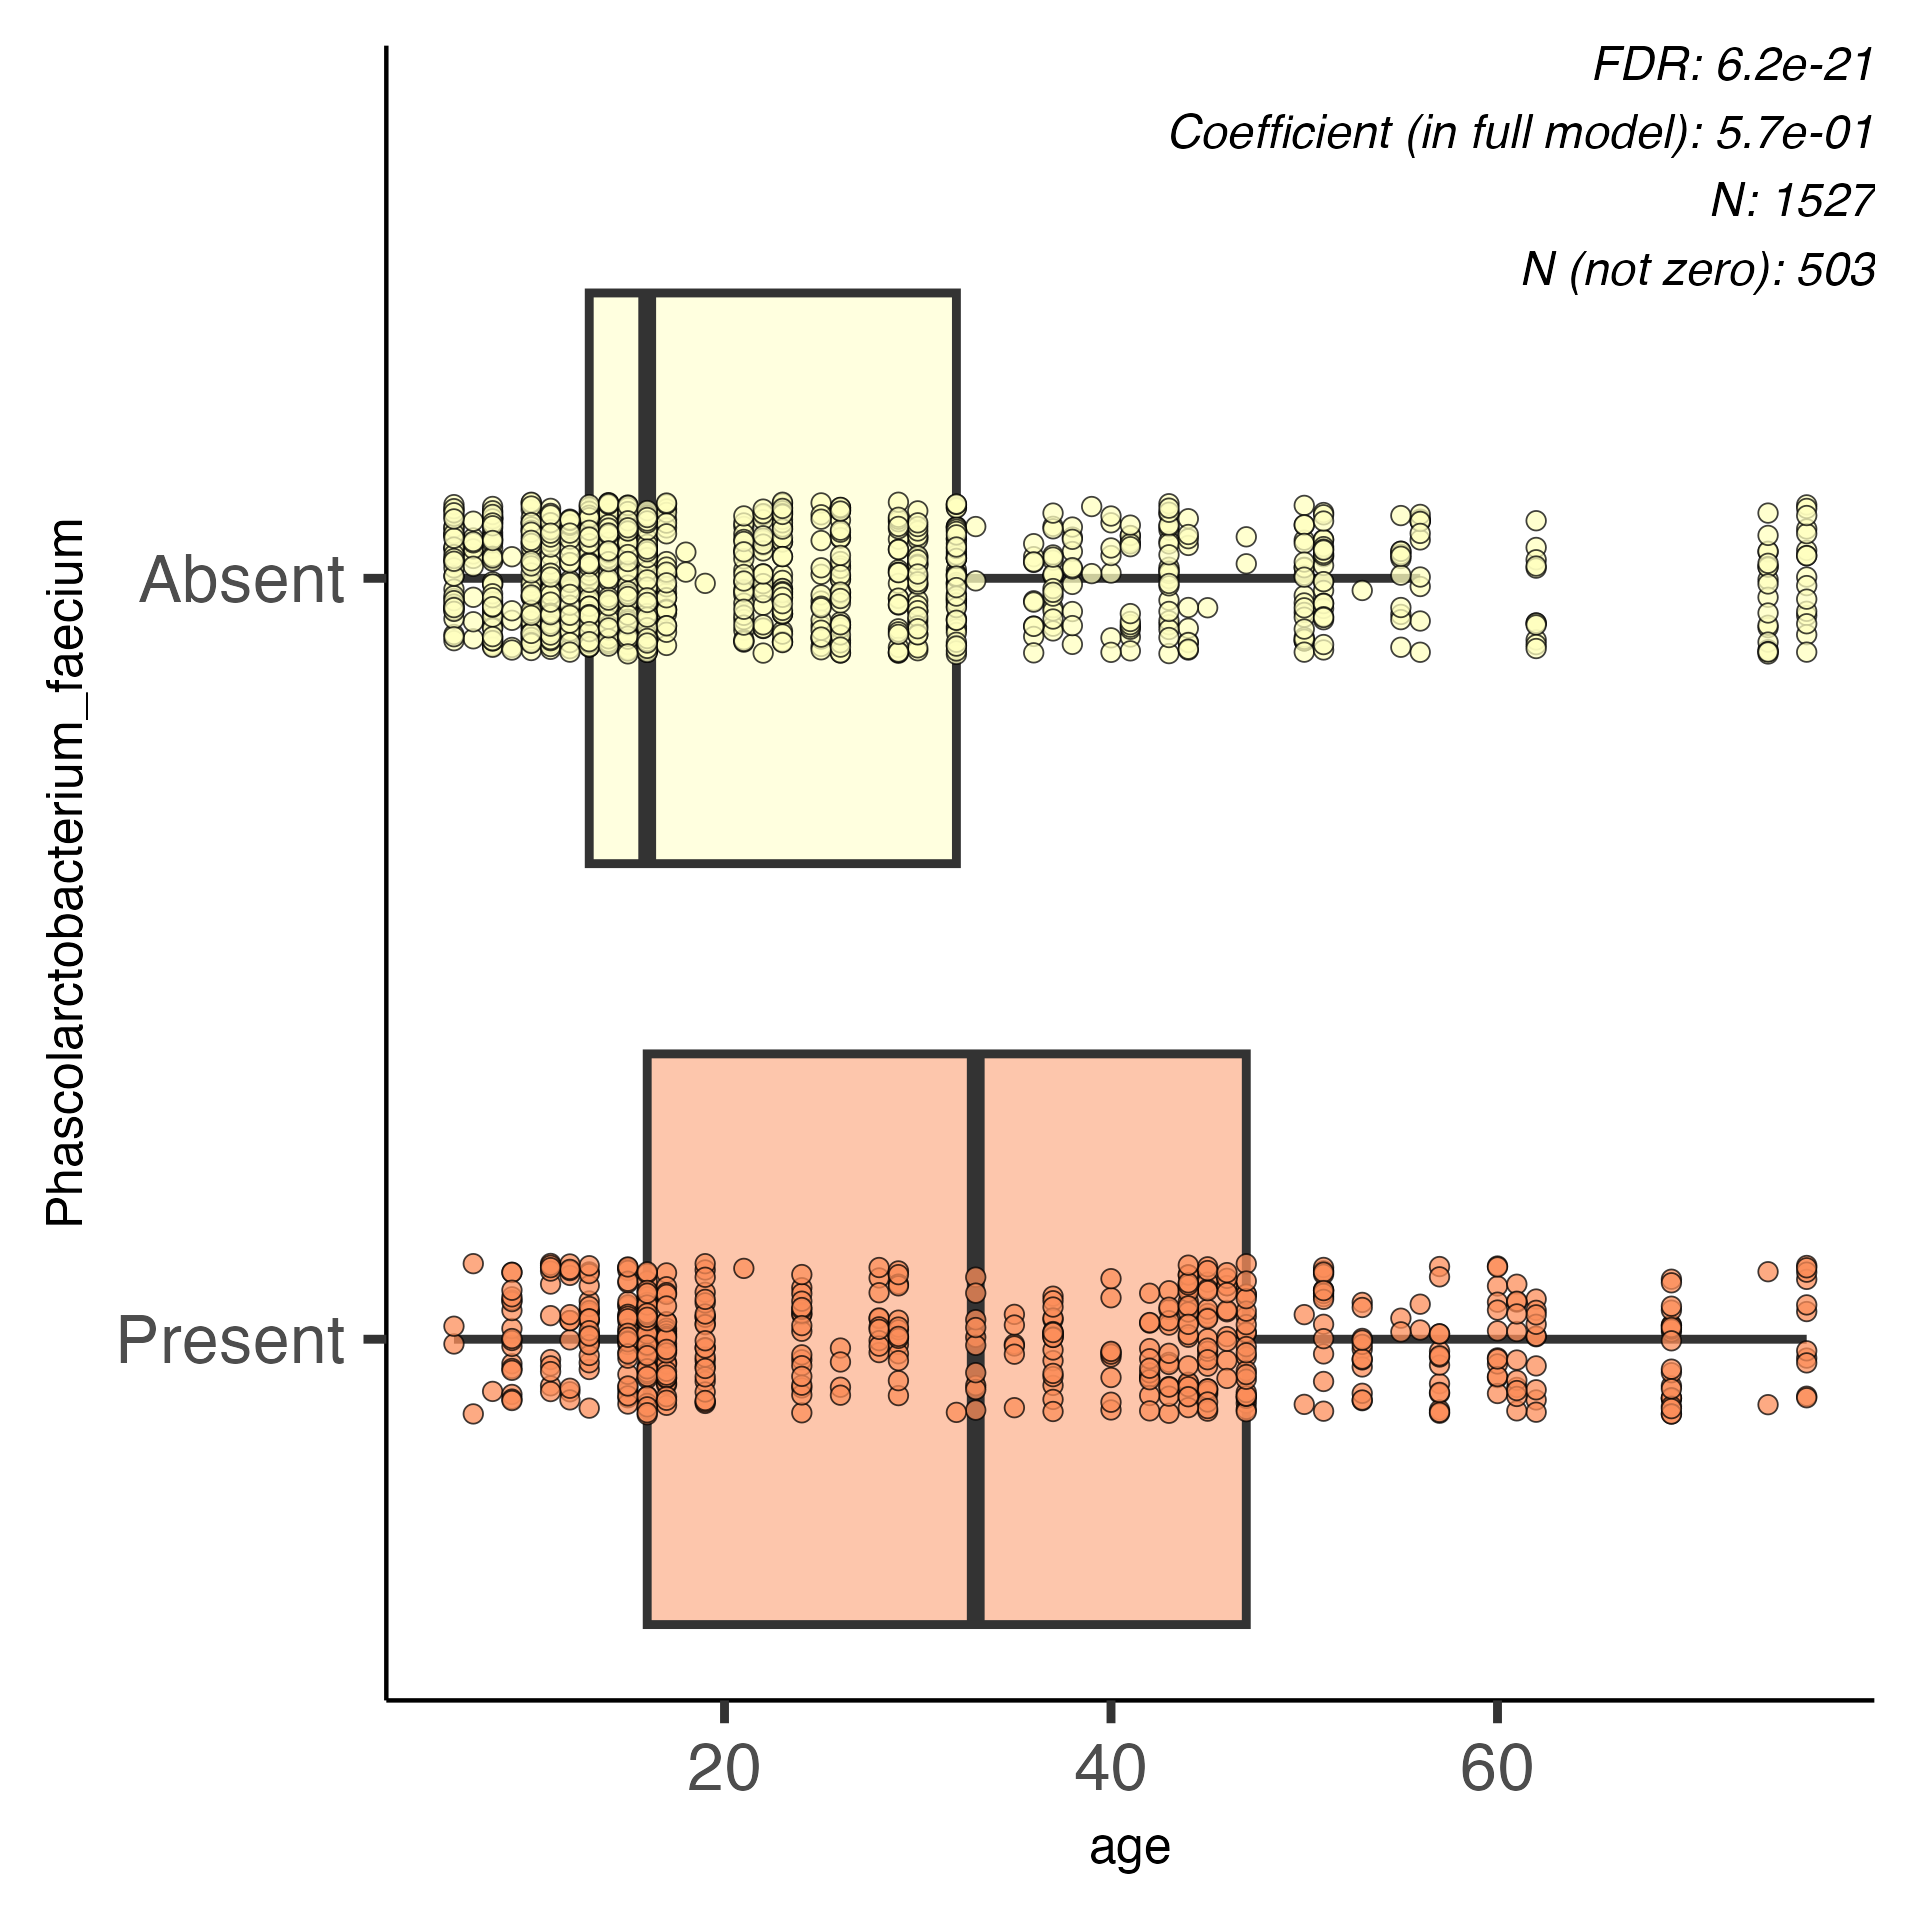 FDR: 6.2e-21
Coefficient (in full model): 5.7e-01
N: 1527
N (not zero): 503
Phascolarctobacterium_faecium
Absent
Present
20 40 60
age